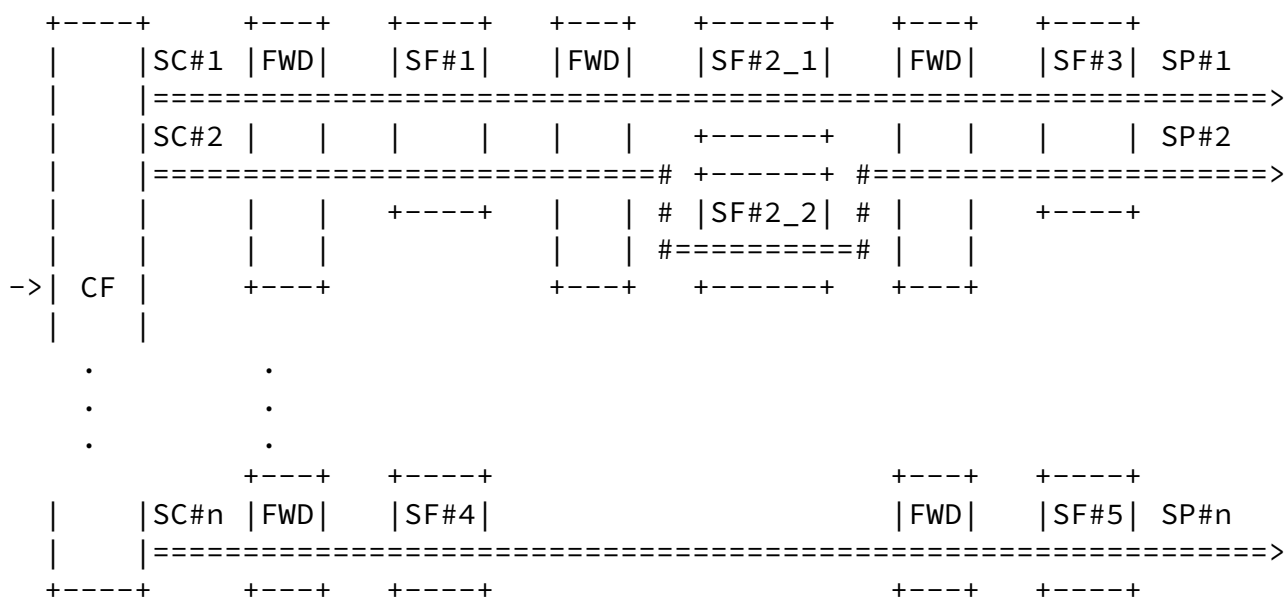 SC#1 FWD SF#1 FWD SF#2_1 FWD SF#3 SP#1
SC#2 SP#2
SF#2_2
-> CF
SC#n FWD SF#4 FWD SF#5 SP#n